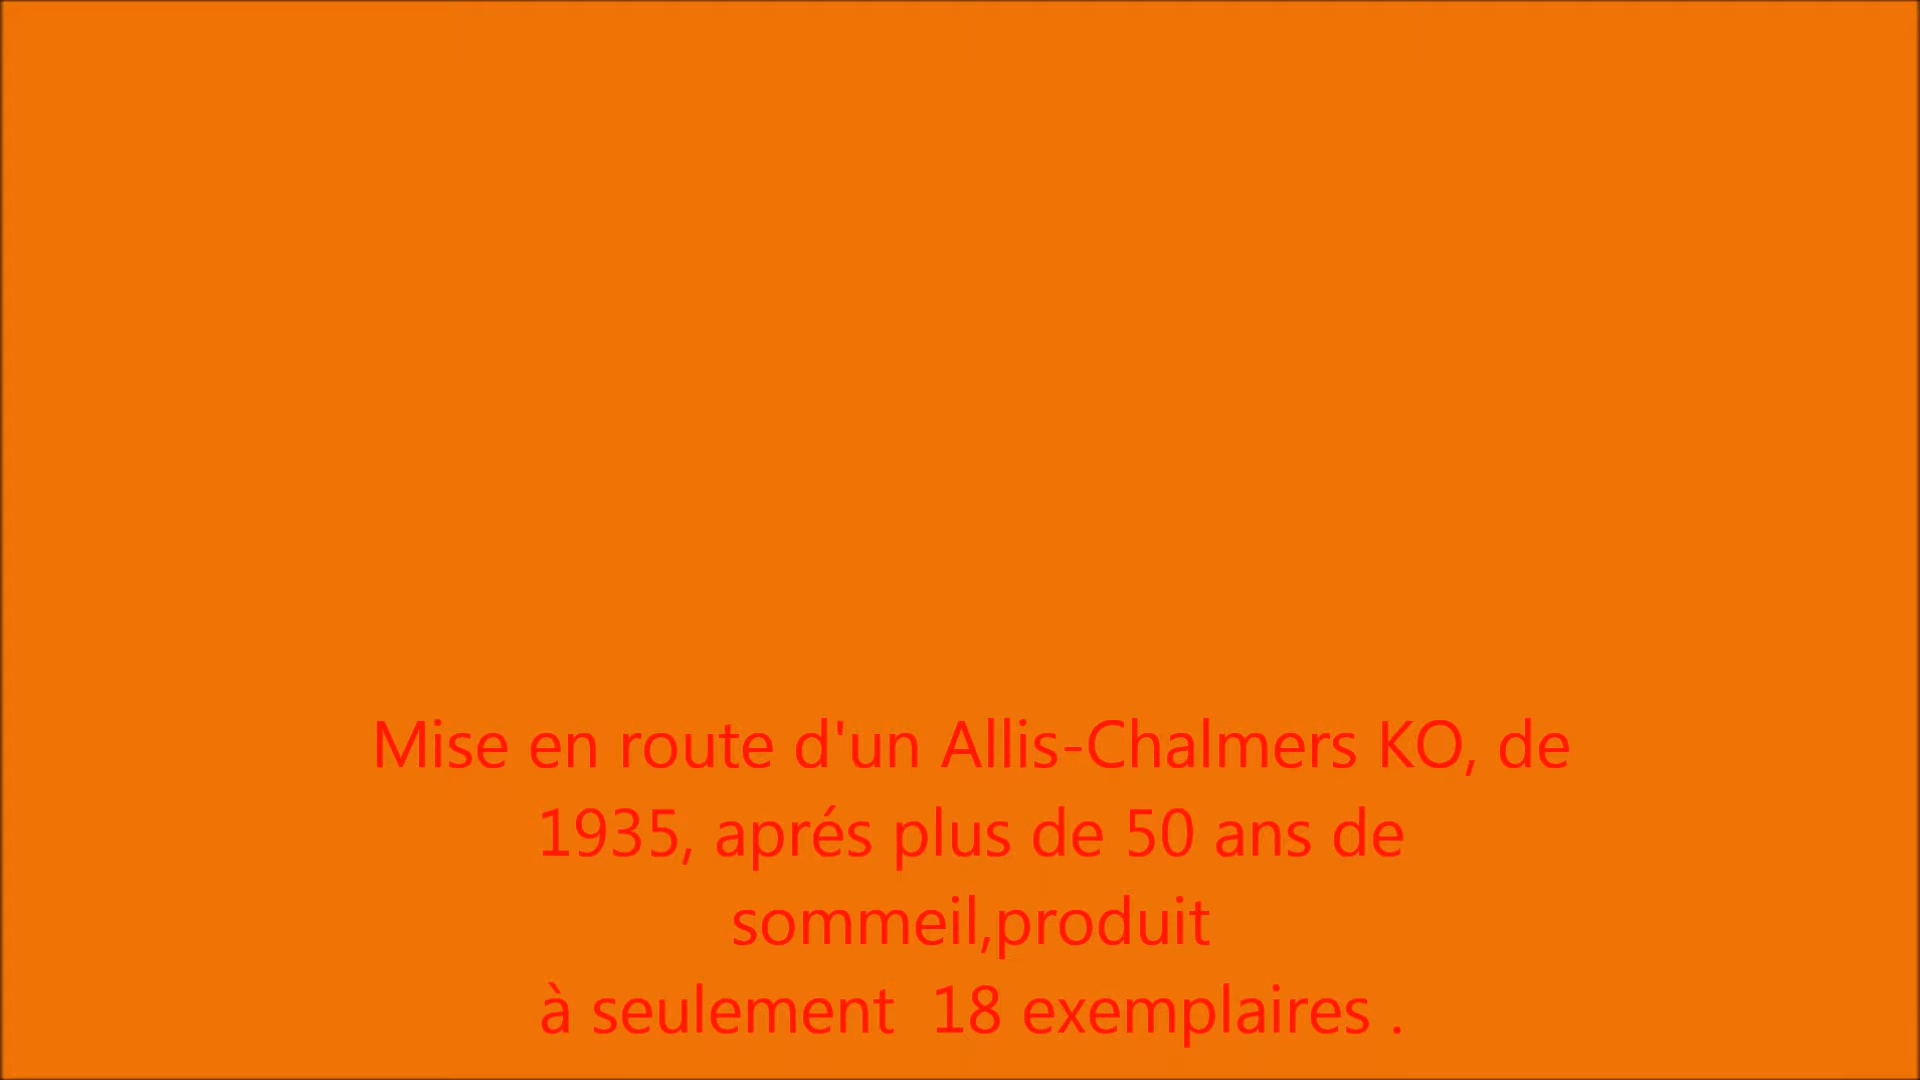 Mise en route d'un Allis-Chalmers KO, de
1935, aprés plus de 50 ans de
sommeil,produit
à seulement  18 exemplaires .